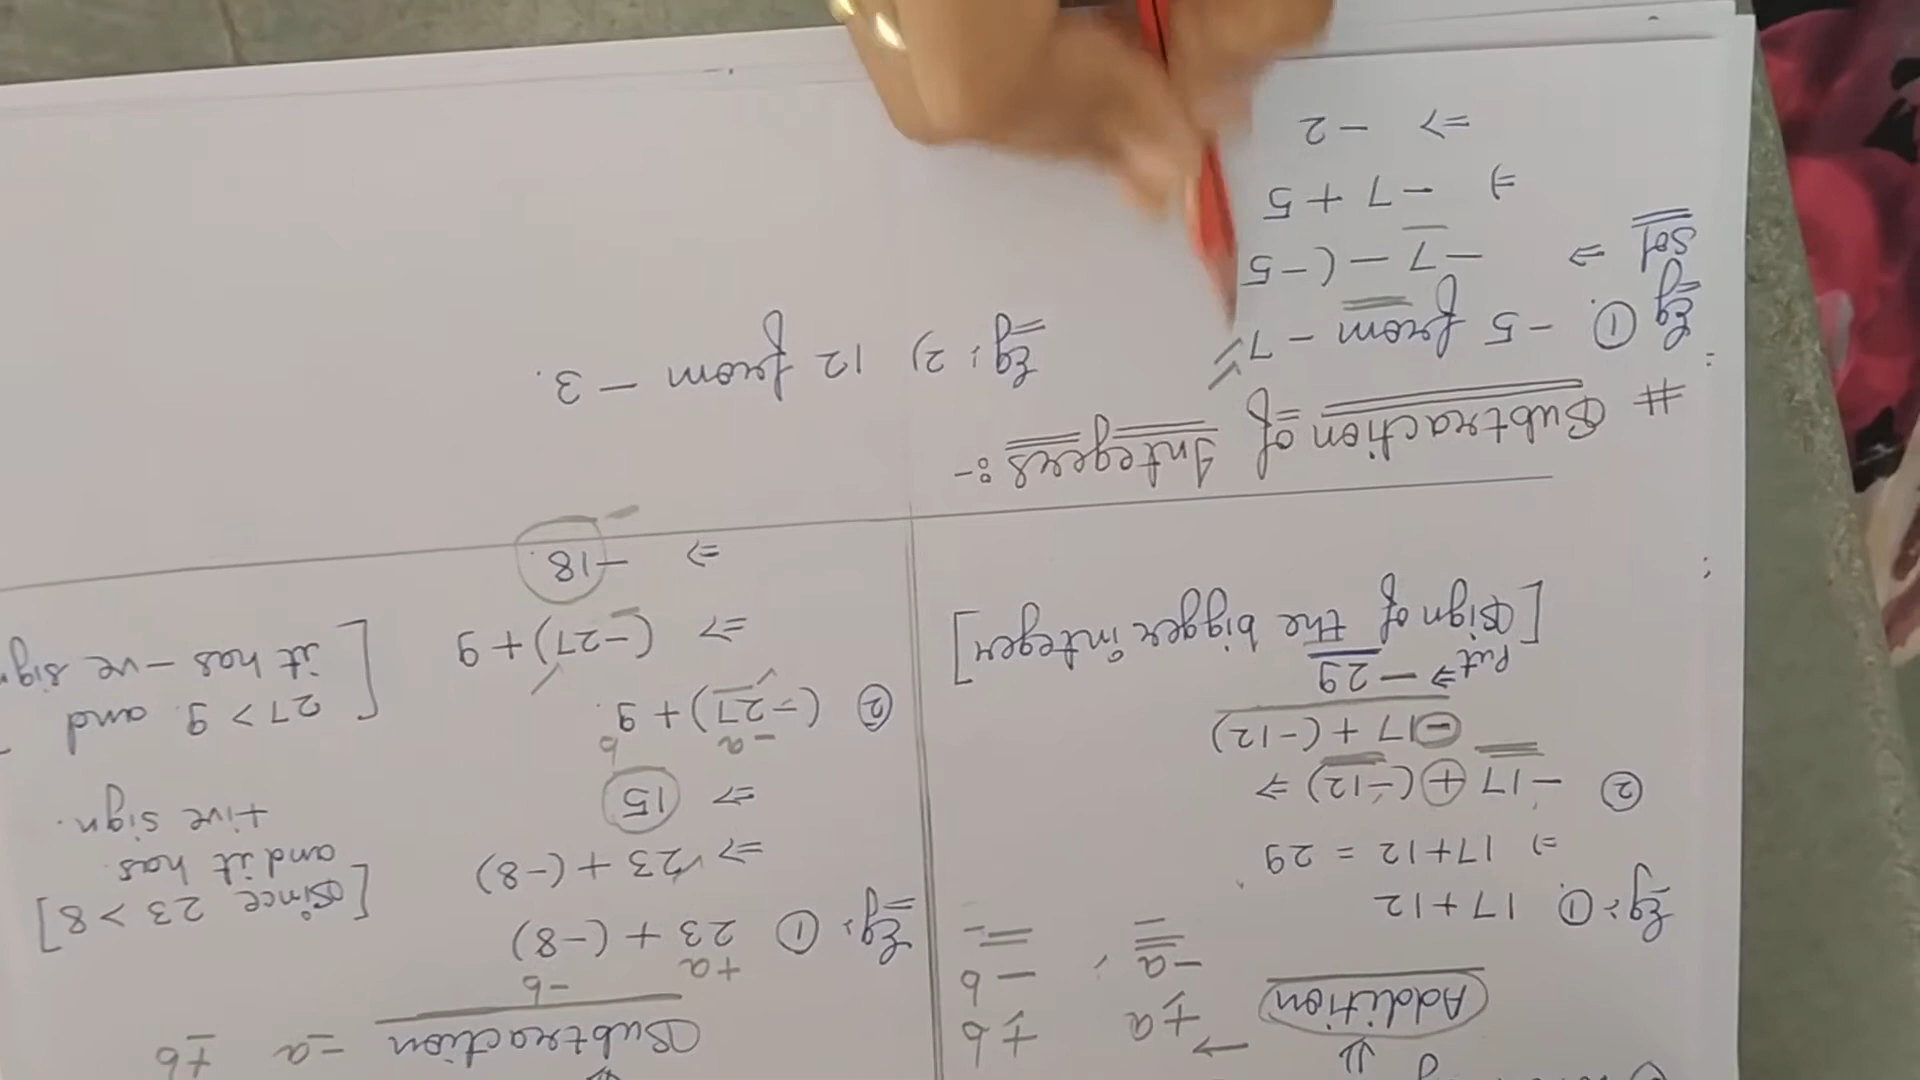 Addition → +a +b
-a, -b
Eg:① 17+12
⇒ 17+12 = 29
② -17 + (-12) ⇒
-17 + (-12)
Put ⇒ -29
[Sign of the bigger integer]
Subtraction -a +b
+a -b
Eg:① 23 + (-8)
⇒ 23 + (-8)
[Since 23 > 8]
and it has
+ive sign.
⇒ 15
-a b
② (-27) + 9.
⇒ (-27) + 9
[27 > 9 and
it has -ve sign
⇒ -18.
# Subtraction of Integers:-
Eg ① -5 from -7
Sol ⇒ -7 - (-5
⇒ -7 + 5
⇒ -2
Eg: 2) 12 from -3.